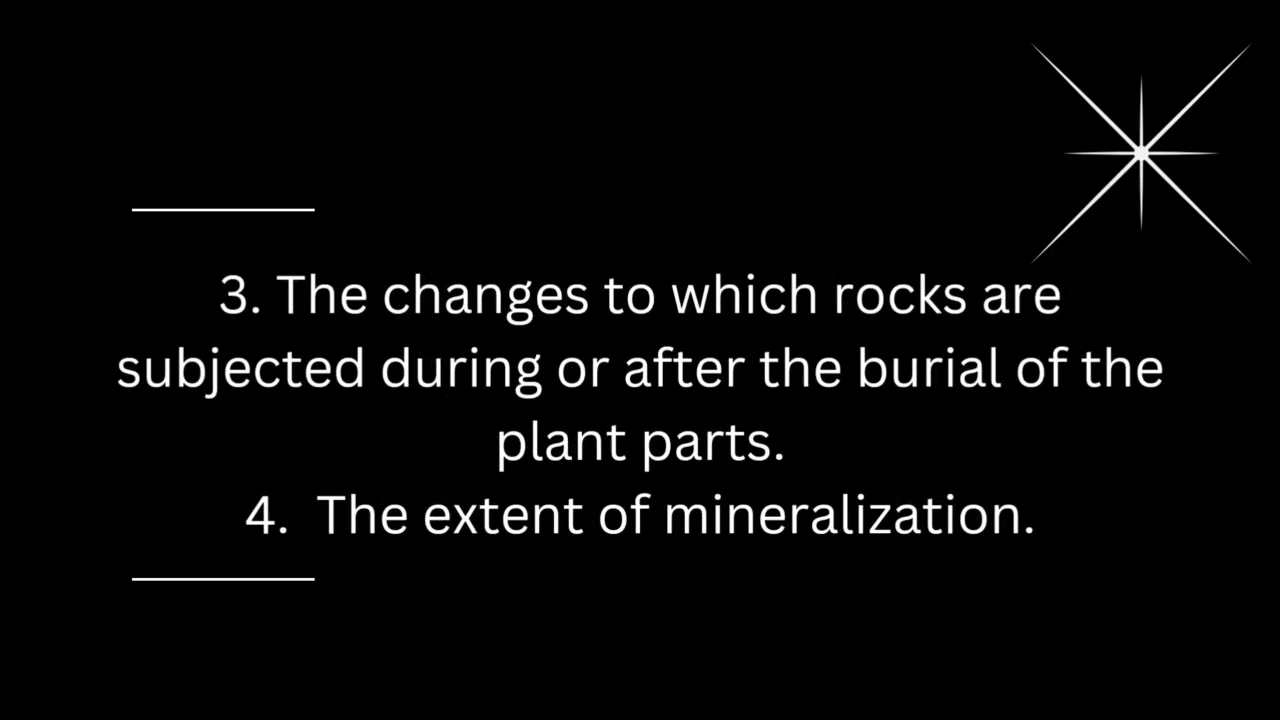 3. The changes to which rocks are
subjected during or after the burial of the
plant parts.
4.  The extent of mineralization.